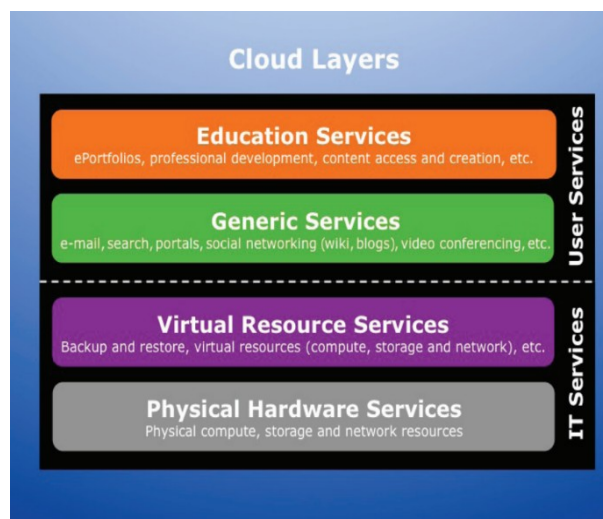 Cloud Layers
Education Services
ePortfolios, professional development, content access and creation, etc.
Generic Services
e-mail, search, portals, social networking (wiki, blogs), video conferencing, etc.
User Services
Virtual Resource Services
Backup and restore, virtual resources (compute, storage and network), etc.
Physical Hardware Services
Physical compute, storage and network resources
IT Services